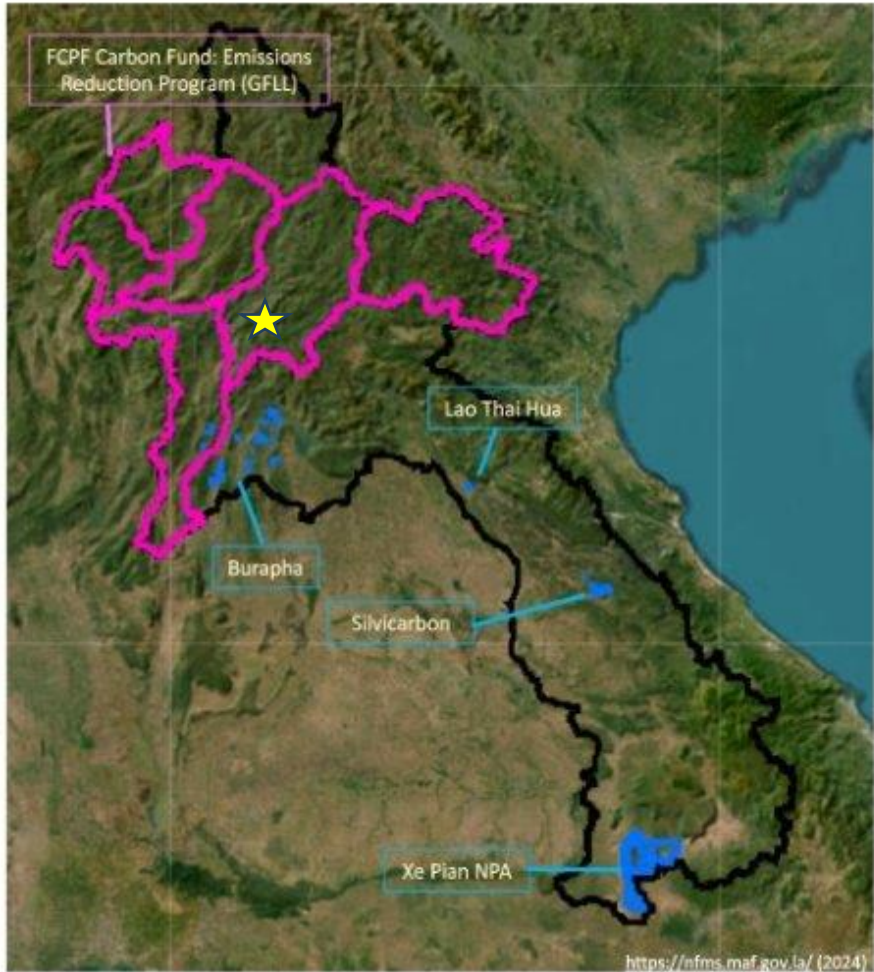 FCPF Carbon Fund: Emissions
Reduction Program (GFLL)
Lao Thai Hua
Burapha
Silvicarbon
Xe Pian NPA
https://nfms.maf.gov.la/ (2024)